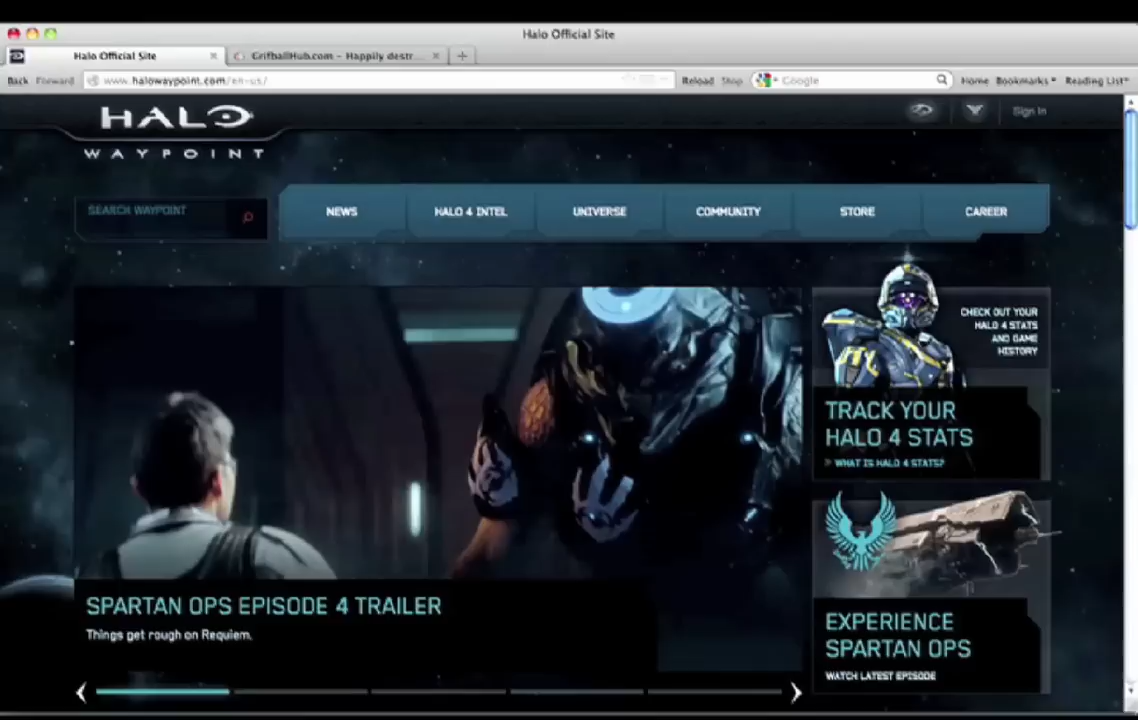 Halo Official Site
Halo Official Site
GrifballHub.com - Happily destr...
Back Forward www.halowaypoint.com/en-us/ Reload Stop Google Home Bookmarks Reading List
HALO
WAYPOINT
Sign In
SEARCH WAYPOINT
NEWS HALO 4 INTEL UNIVERSE COMMUNITY STORE CAREER
CHECK OUT YOUR
HALO 4 STATS
AND GAME
HISTORY
TRACK YOUR
HALO 4 STATS
WHAT IS HALO 4 STATS?
SPARTAN OPS EPISODE 4 TRAILER
Things get rough on Requiem.
EXPERIENCE
SPARTAN OPS
WATCH LATEST EPISODE